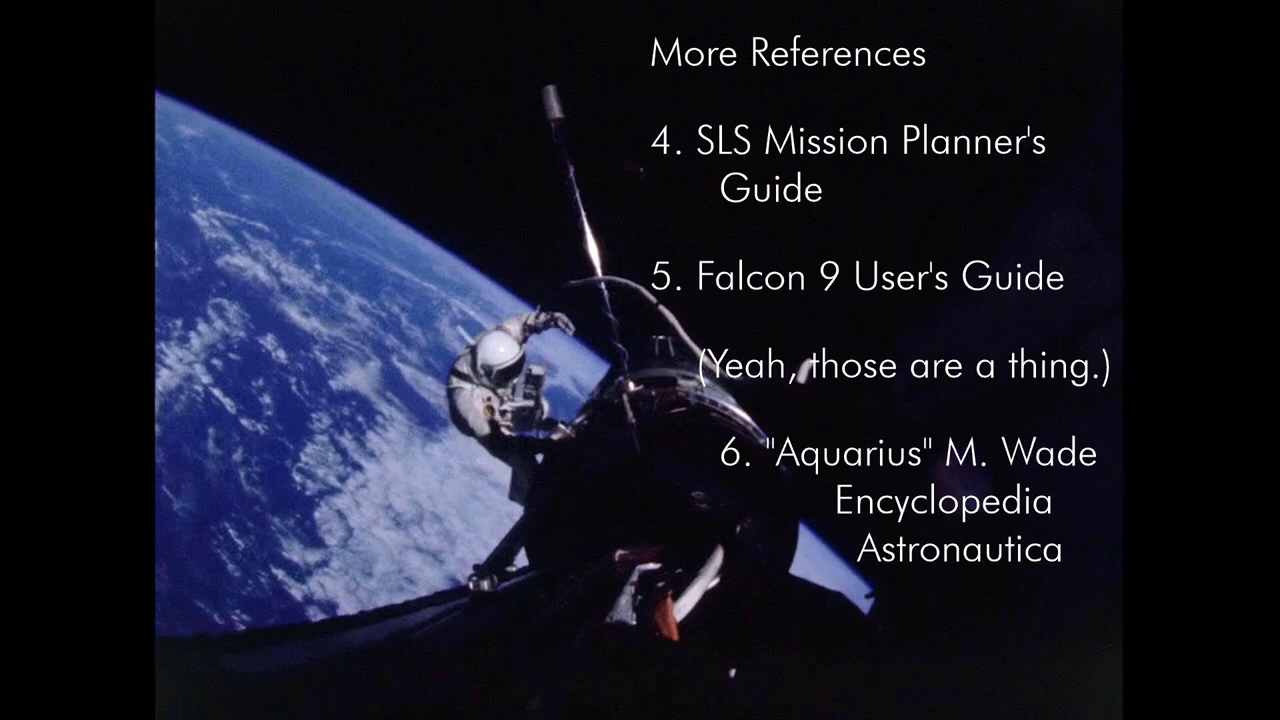 More References
4. SLS Mission Planner's
Guide
5. Falcon 9 User's Guide
(Yeah, those are a thing.)
6. "Aquarius" M. Wade
Encyclopedia
Astronautica